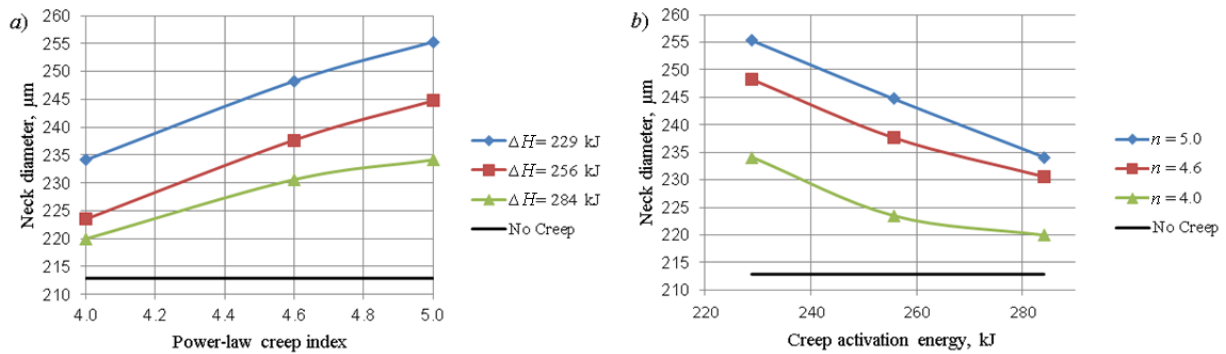 a)
Neck diameter, µm
260
255
250
245
240
235
230
225
220
215
210
4.0 4.2 4.4 4.6 4.8 5.0
Power-law creep index
ΔH= 229 kJ
ΔH= 256 kJ
ΔH= 284 kJ
No Creep
b)
Neck diameter, µm
260
255
250
245
240
235
230
225
220
215
210
220 240 260 280
Creep activation energy, kJ
n = 5.0
n = 4.6
n = 4.0
No Creep